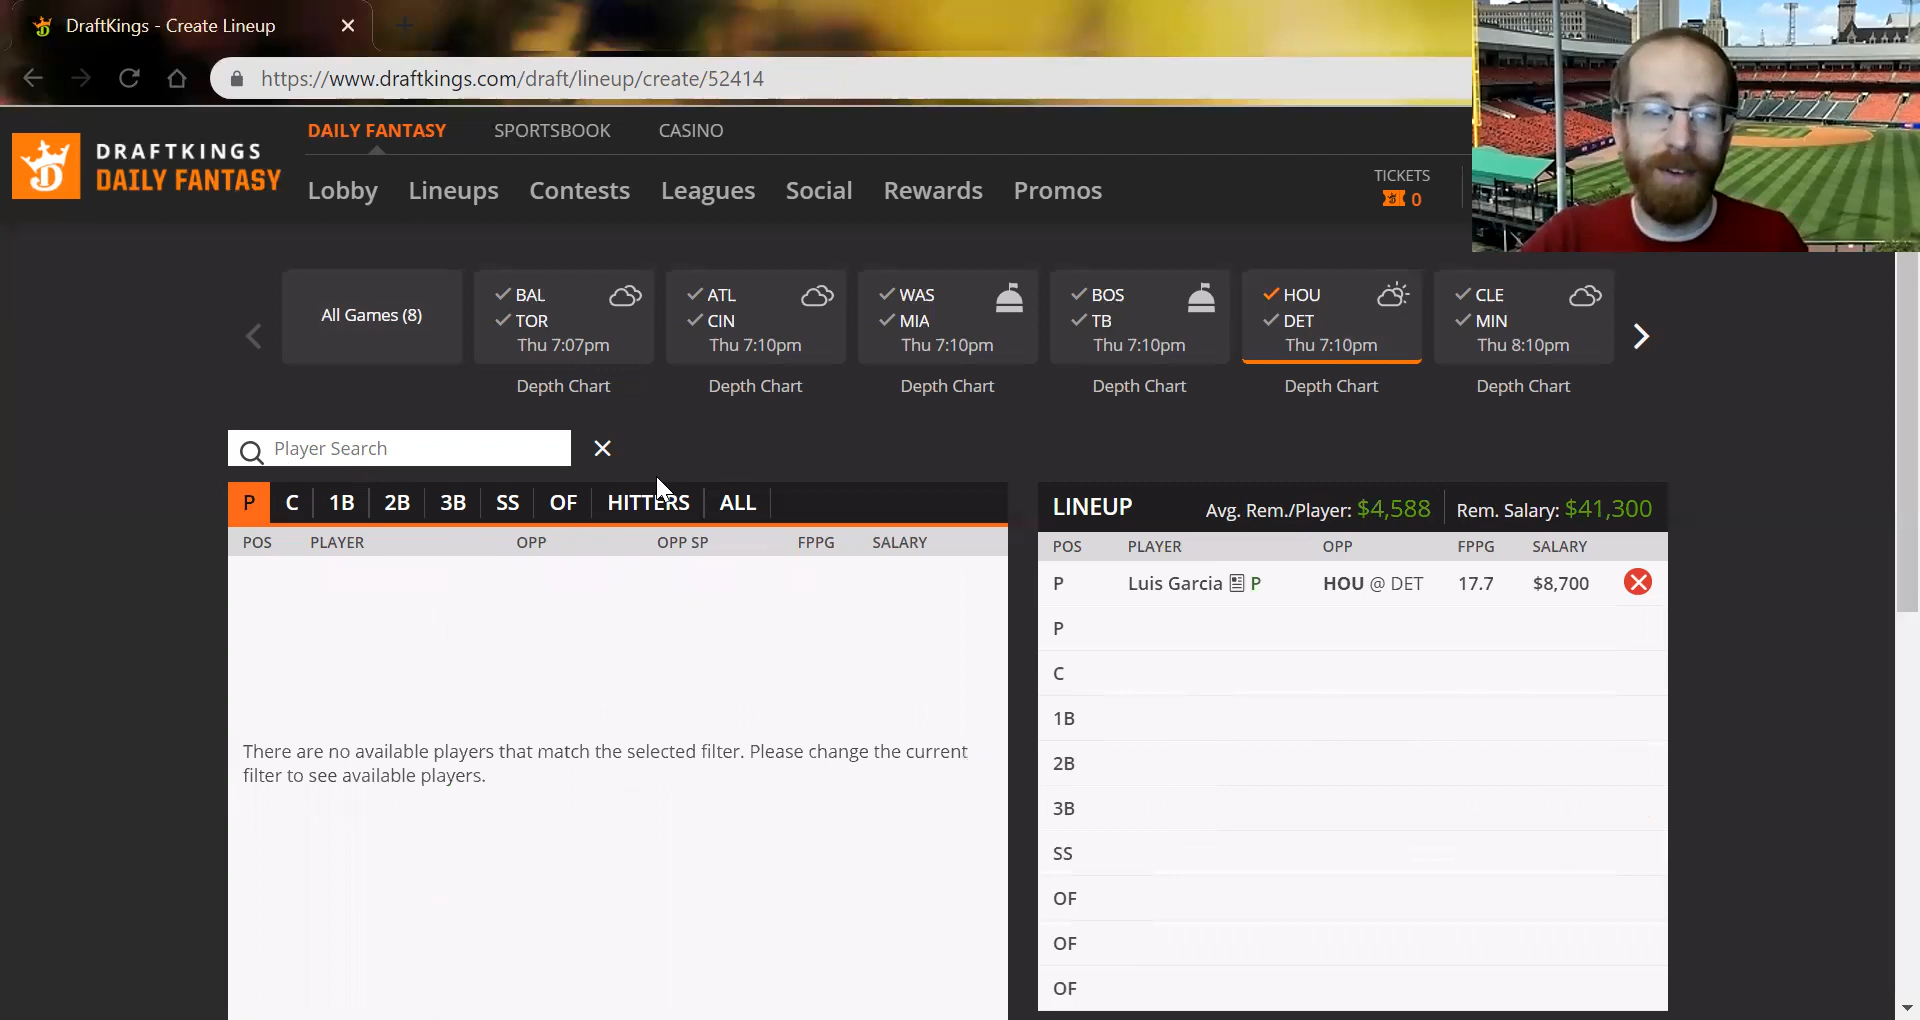 DraftKings - Create Lineup
https://www.draftkings.com/draft/lineup/create/52414
DRAFTKINGS
DAILY FANTASY
DAILY FANTASY SPORTSBOOK CASINO
Lobby Lineups Contests Leagues Social Rewards Promos
TICKETS
0
All Games (8)
BAL
TOR
Thu 7:07pm
Depth Chart
ATL
CIN
Thu 7:10pm
Depth Chart
WAS
MIA
Thu 7:10pm
Depth Chart
BOS
TB
Thu 7:10pm
Depth Chart
HOU
DET
Thu 7:10pm
Depth Chart
CLE
MIN
Thu 8:10pm
Depth Chart
Player Search
P C 1B 2B 3B SS OF HITTERS ALL
POS PLAYER OPP OPP SP FPPG SALARY
There are no available players that match the selected filter. Please change the current
filter to see available players.
LINEUP Avg. Rem./Player: $4,588 Rem. Salary: $41,300
POS PLAYER OPP FPPG SALARY
P Luis Garcia P HOU @ DET 17.7 $8,700
P
C
1B
2B
3B
SS
OF
OF
OF